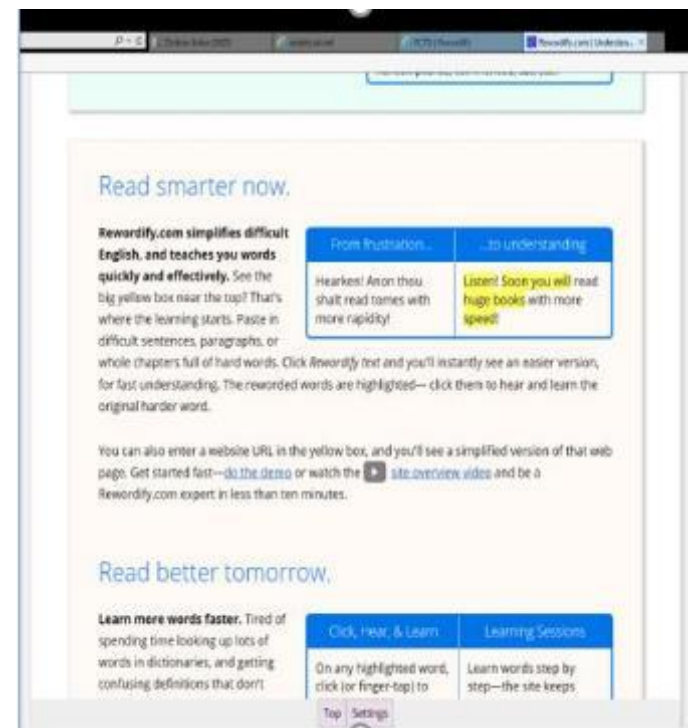 Rewordify.com | Understan...
Read smarter now.
Rewordify.com simplifies difficult
English, and teaches you words
quickly and effectively. See the
big yellow box near the top? That's
where the learning starts. Paste in
difficult sentences, paragraphs, or
whole chapters full of hard words. Click Rewordify text and you'll instantly see an easier version,
for fast understanding. The reworded words are highlighted— click them to hear and learn the
original harder word.
From frustration...
...to understanding
Hearken! Anon thou
shalt read tomes with
more rapidity!
Listen! Soon you will read
huge books with more
speed!
You can also enter a website URL in the yellow box, and you'll see a simplified version of that web
page. Get started fast—do the demo or watch the site overview video and be a
Rewordify.com expert in less than ten minutes.
Read better tomorrow.
Learn more words faster. Tired of
spending time looking up lots of
words in dictionaries, and getting
confusing definitions that don't
Click, Hear, & Learn
Learning Sessions
On any highlighted word,
click (or finger-tap) to
Learn words step by
step—the site keeps
Top Settings